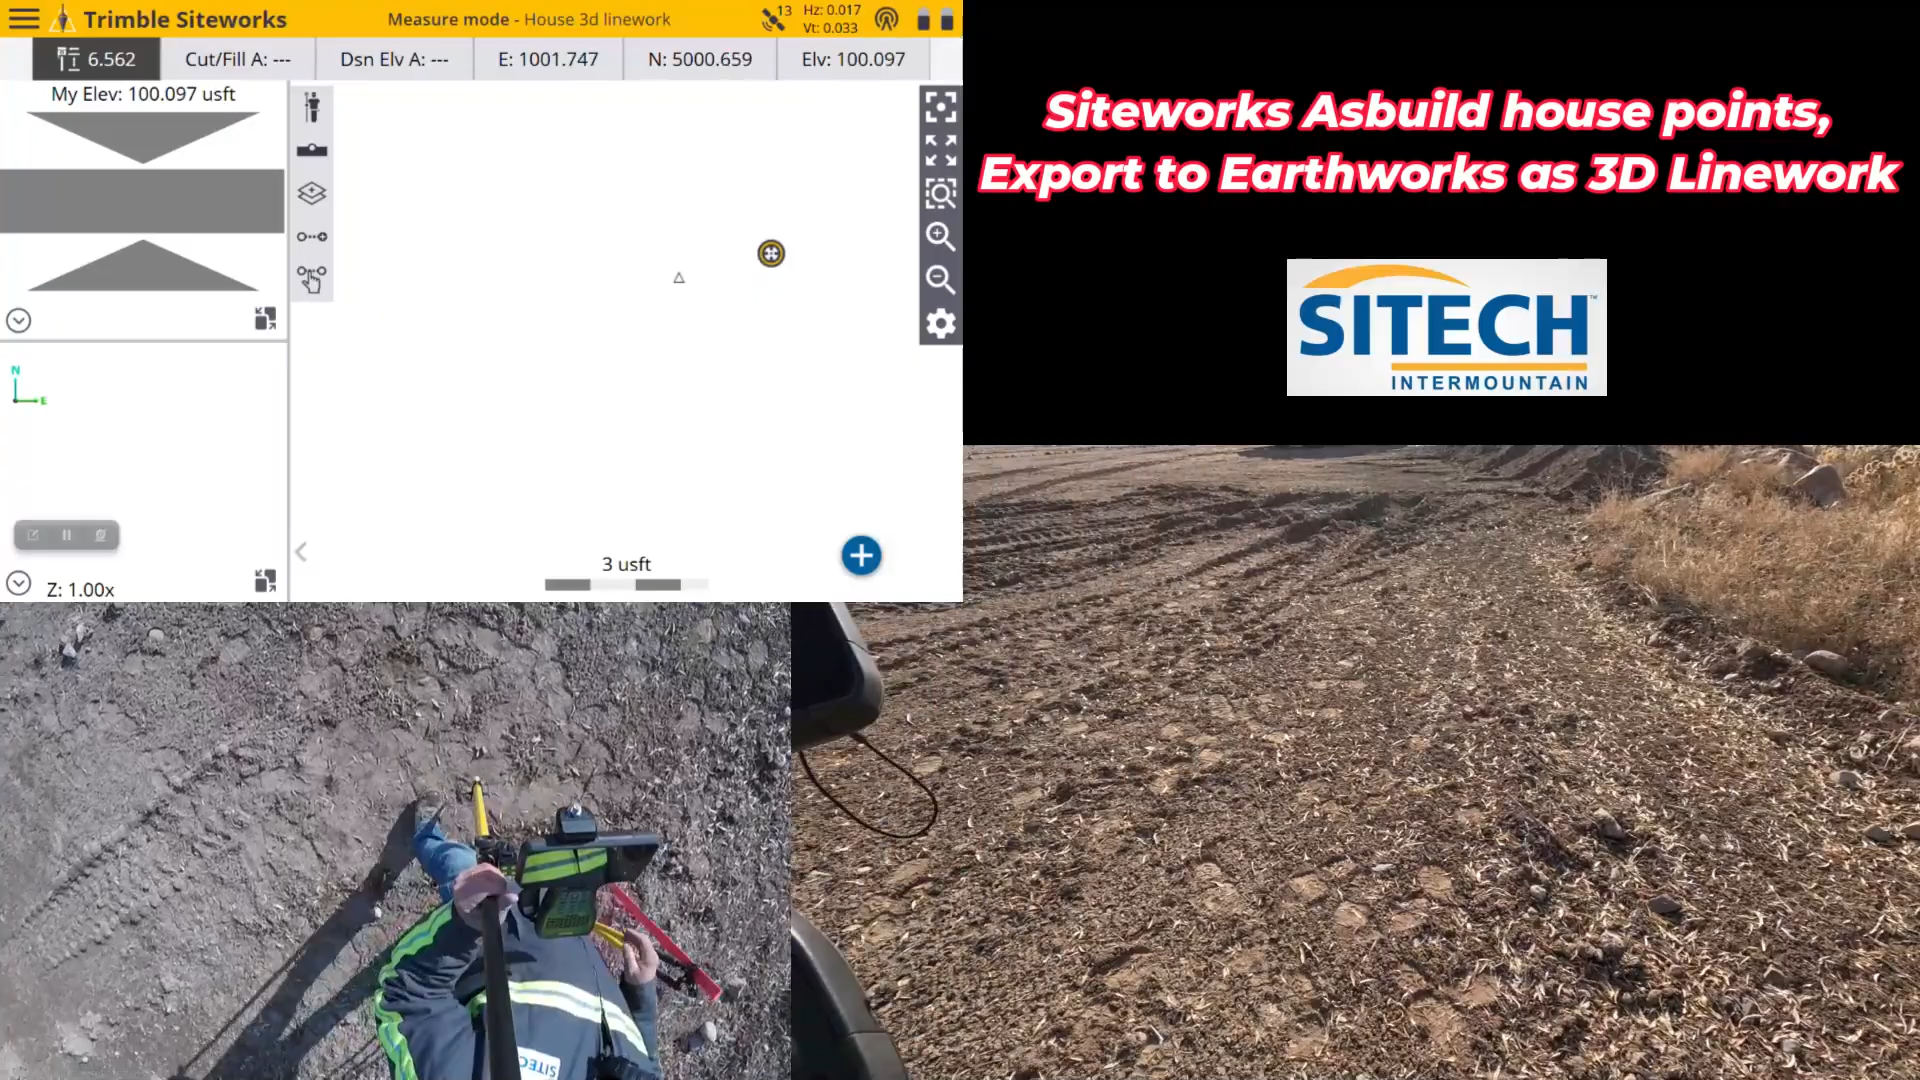 Trimble Siteworks
Measure mode - House 3d linework
13
Hz: 0.017
Vt: 0.033
6.562
Cut/Fill A: ---
Dsn Elv A: ---
E: 1001.747
N: 5000.659
Elv: 100.097
My Elev: 100.097 usft
N
E
Z: 1.00x
3 usft
Siteworks Asbuild house points,
Export to Earthworks as 3D Linework
SITECH™
INTERMOUNTAIN
SITECH